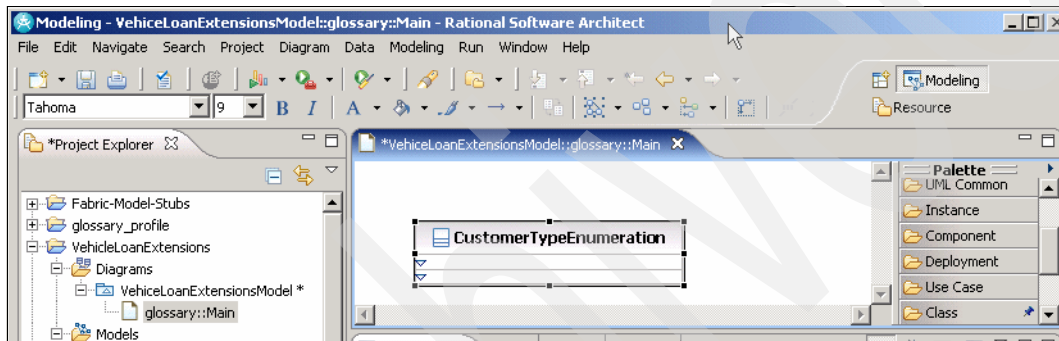 Modeling - VehiceLoanExtensionsModel::glossary::Main - Rational Software Architect
File Edit Navigate Search Project Diagram Data Modeling Run Window Help
Modeling
Tahoma 9 B I A Resource
*Project Explorer
*VehiceLoanExtensionsModel::glossary::Main
Palette
UML Common
Fabric-Model-Stubs
Instance
glossary_profile
CustomerTypeEnumeration
Component
VehicleLoanExtensions
Diagrams
Deployment
VehicleLoanExtensionsModel *
Use Case
glossary::Main
Class
Models